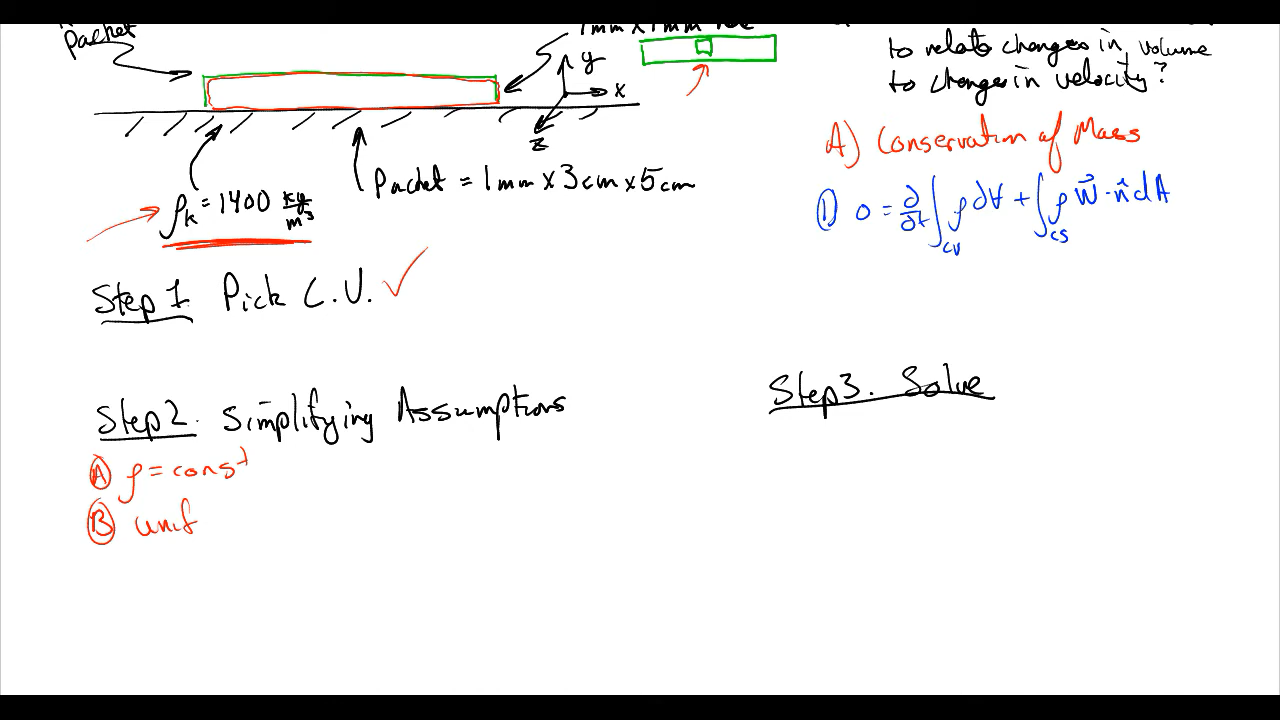 Packet
1mm x 1mm
y
x
z
to relate changes in volume
to changes in velocity?
A) Conservation of Mass
ρk = 1400 kg/m³
Packet = 1mm x 3cm x 5cm
① 0 = ∂/∂t ∫cv ρ dV + ∫cs ρ W⃗ · n̂ dA
Step 1. Pick C.V. ✓
Step 2. Simplifying Assumptions
Step 3. Solve
Ⓐ ρ = const
Ⓑ unif